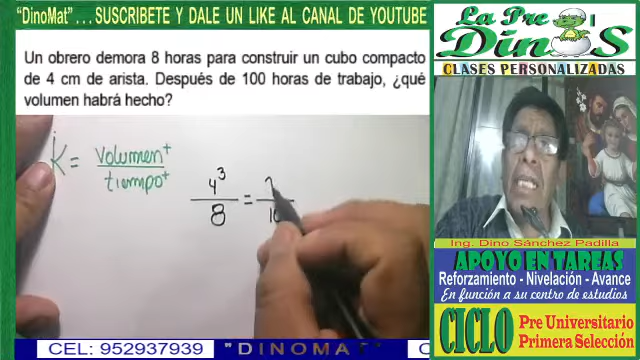 "DinoMat"... SUSCRIBETE Y DALE UN LIKE AL CANAL DE YOUTUBE
La Pre
DinoS
CLASES PERSONALIZADAS
Un obrero demora 8 horas para construir un cubo compacto
de 4 cm de arista. Después de 100 horas de trabajo, ¿qué
volumen habrá hecho?
K = volumen+
tiempo+
4³
8 =
Ing. Dino Sánchez Padilla
APOYO EN TAREAS
Reforzamiento - Nivelación - Avance
En función a su centro de estudios
CICLO Pre Universitario
Primera Selección
CEL: 952937939 "DINOMAT"